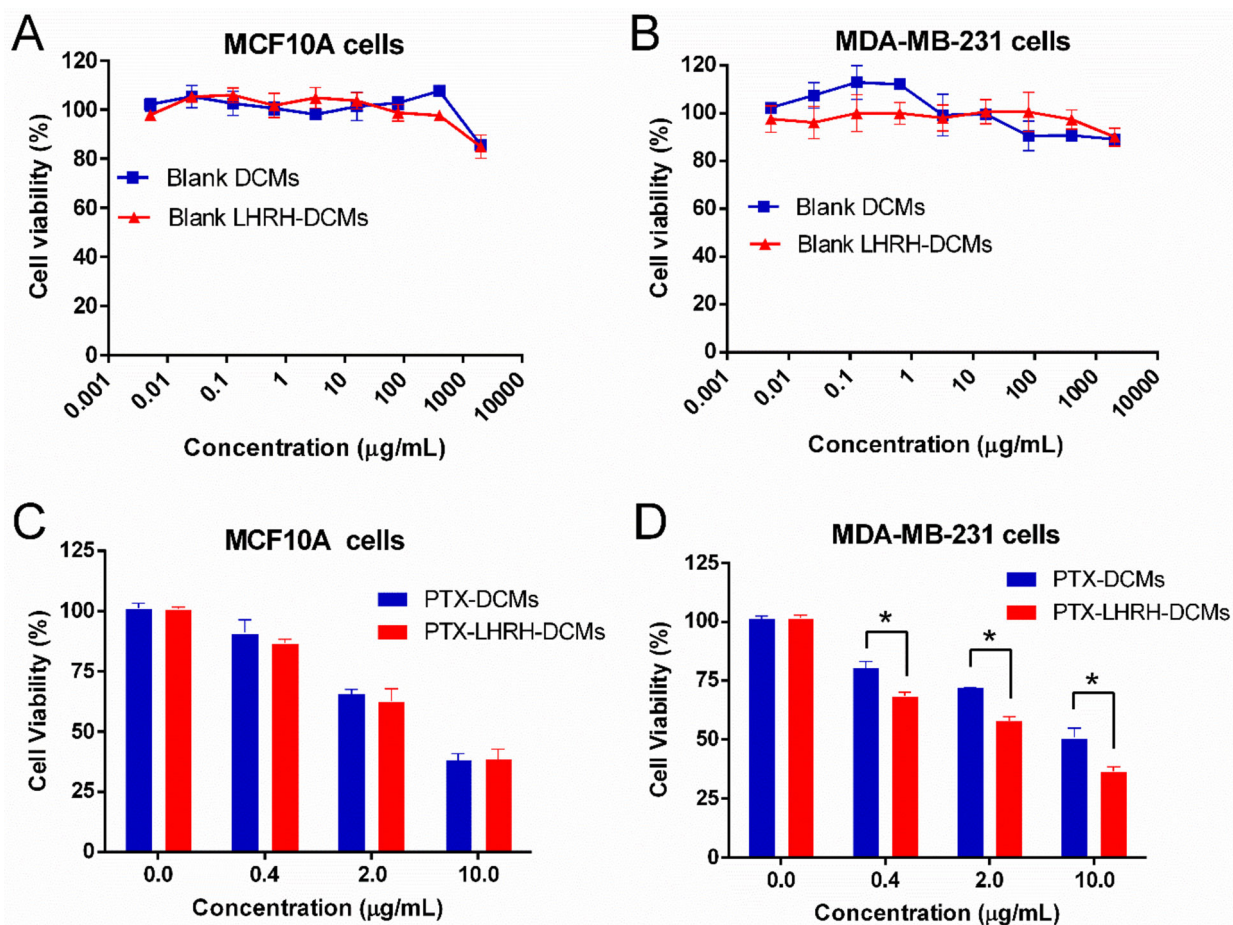 A
MCF10A cells
120
100
80
60
40
20
0
Cell viability (%)
Blank DCMs
Blank LHRH-DCMs
0.001
0.01
0.1
1
10
100
1000
10000
Concentration (μg/mL)
B
MDA-MB-231 cells
120
100
80
60
40
20
0
Cell viability (%)
Blank DCMs
Blank LHRH-DCMs
0.001
0.01
0.1
1
10
100
1000
10000
Concentration (μg/mL)
C
MCF10A cells
125
100
75
50
25
0
Cell Viability (%)
PTX-DCMs
PTX-LHRH-DCMs
0.0
0.4
2.0
10.0
Concentration (μg/mL)
D
MDA-MB-231 cells
125
100
75
50
25
0
Cell Viability (%)
PTX-DCMs
PTX-LHRH-DCMs
*
*
*
0.0
0.4
2.0
10.0
Concentration (μg/mL)